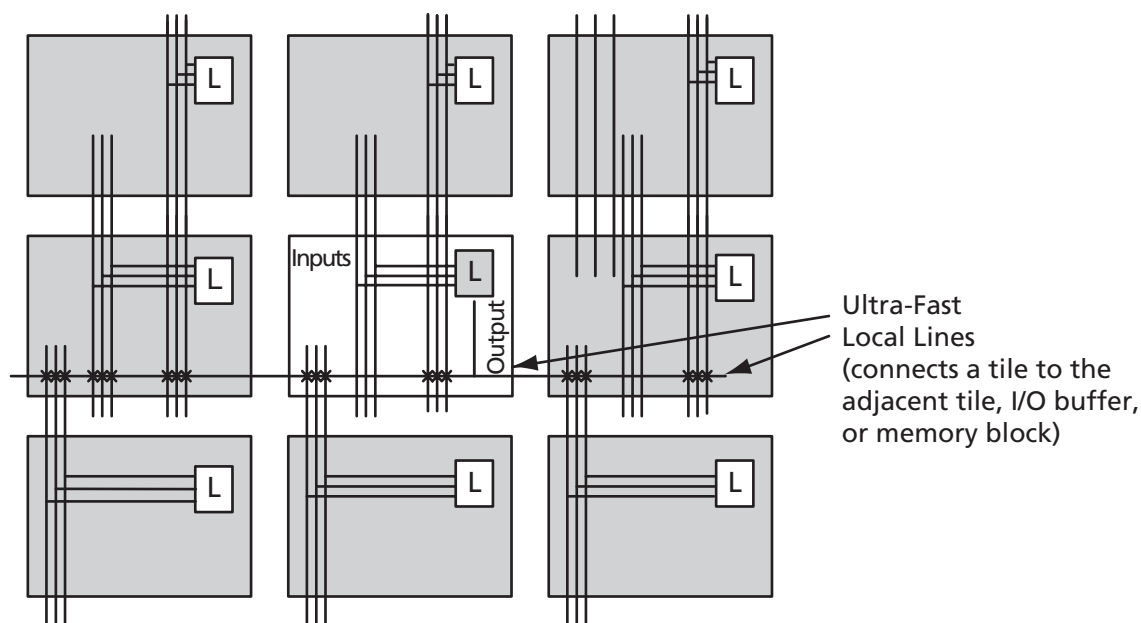 L
L
L
L
Inputs
L
Output
L
Ultra-Fast
Local Lines
(connects a tile to the
adjacent tile, I/O buffer,
or memory block)
L
L
L